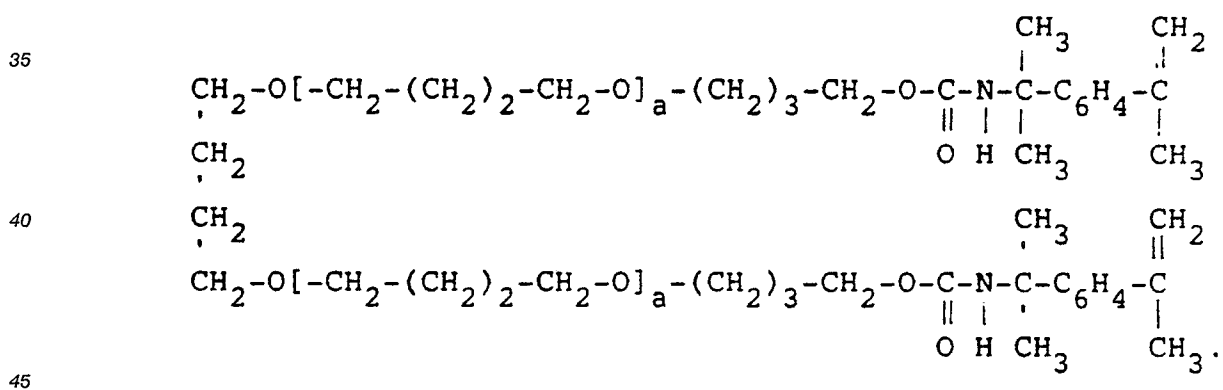 CH3 CH2
35
CH2-O[-CH2-(CH2)2-CH2-O]a-(CH2)3-CH2-O-C-N-C-C6H4-C
CH2 O H CH3 CH3
40 CH2 CH3 CH2
CH2-O[-CH2-(CH2)2-CH2-O]a-(CH2)3-CH2-O-C-N-C-C6H4-C
O H CH3 CH3.
45